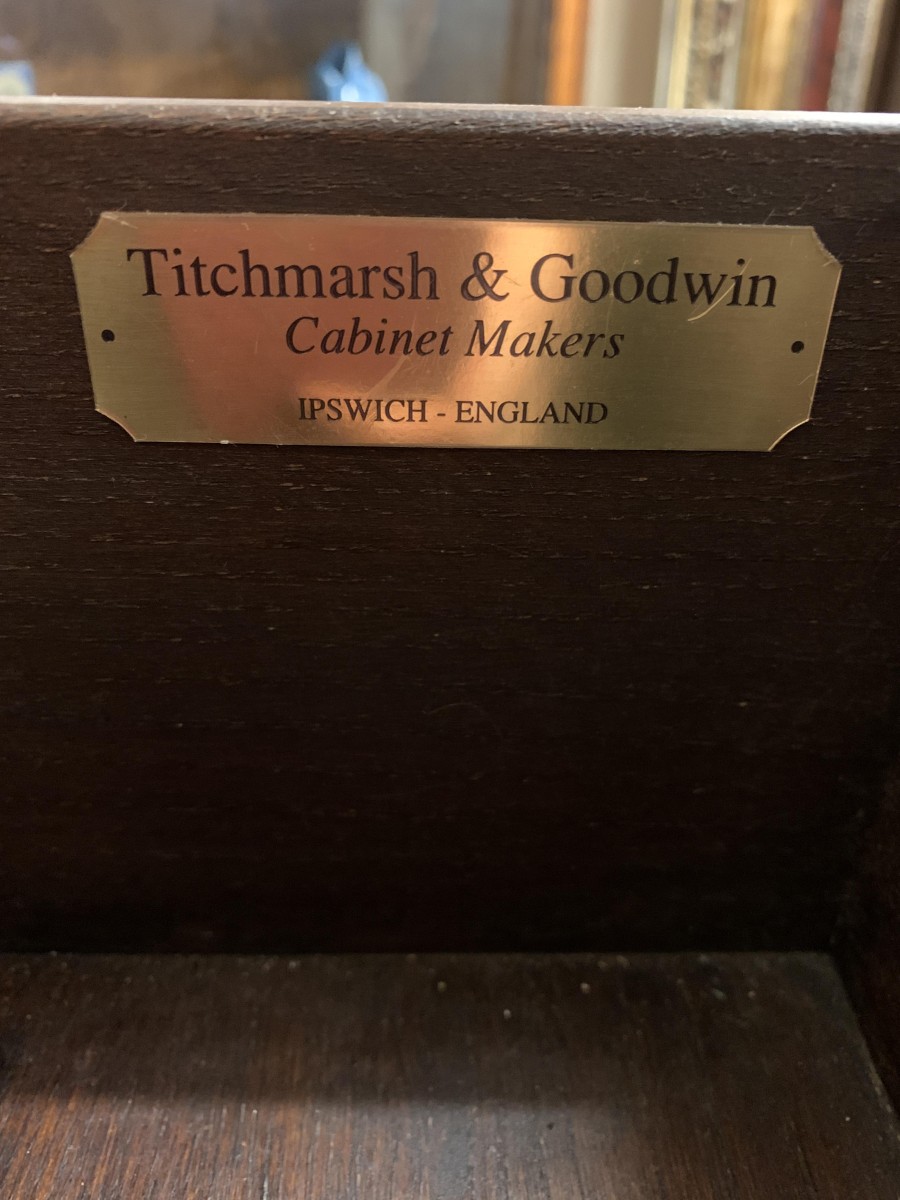 Titchmarsh & Goodwin
Cabinet Makers
IPSWICH - ENGLAND